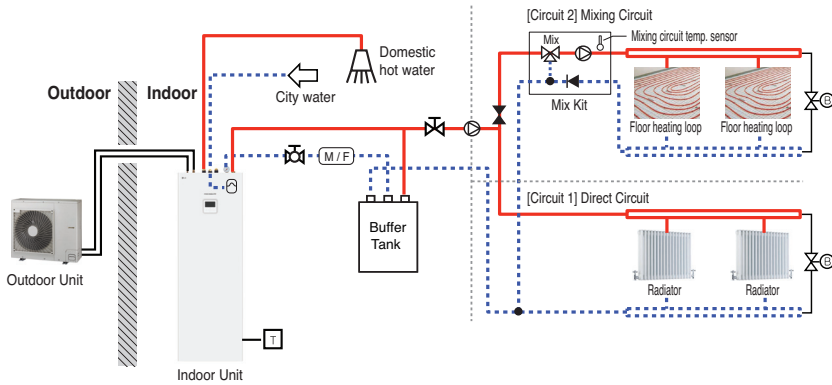 [Circuit 2] Mixing Circuit
Mix
Mixing circuit temp. sensor
Domestic
hot water
City water
Outdoor
Indoor
Mix Kit
Floor heating loop
Floor heating loop
B
M / F
[Circuit 1] Direct Circuit
Buffer
Tank
B
Outdoor Unit
Radiator
Radiator
T
Indoor Unit